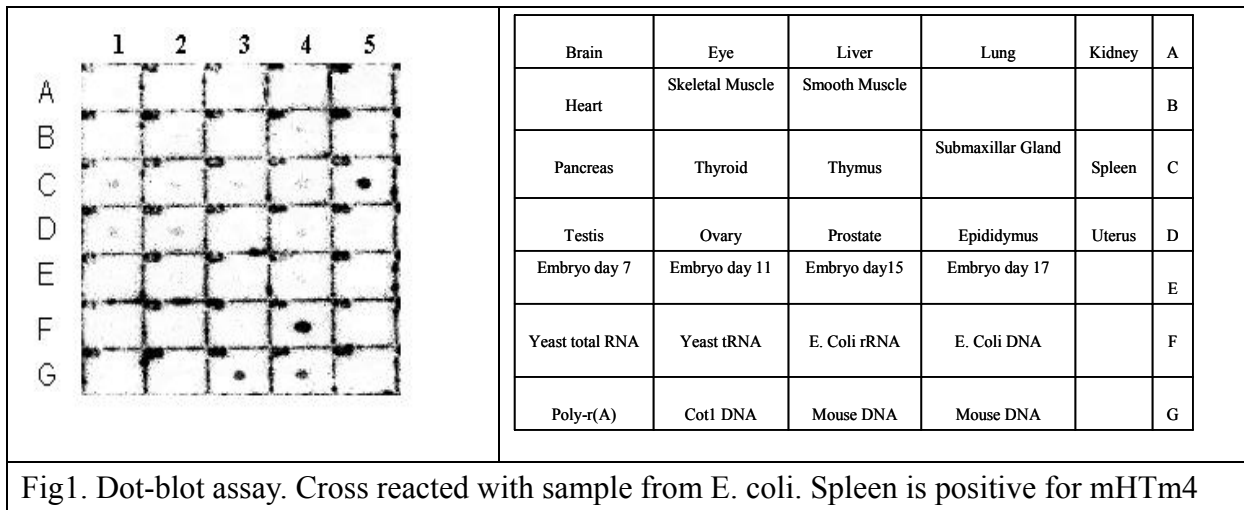 1 2 3 4 5
A
B
C
D
E
F
G
Brain Eye Liver Lung Kidney A
Heart Skeletal Muscle Smooth Muscle B
Pancreas Thyroid Thymus Submaxillar Gland Spleen C
Testis Ovary Prostate Epididymus Uterus D
Embryo day 7 Embryo day 11 Embryo day15 Embryo day 17 E
Yeast total RNA Yeast tRNA E. Coli rRNA E. Coli DNA F
Poly-r(A) Cot1 DNA Mouse DNA Mouse DNA G
Fig1. Dot-blot assay. Cross reacted with sample from E. coli. Spleen is positive for mHTm4